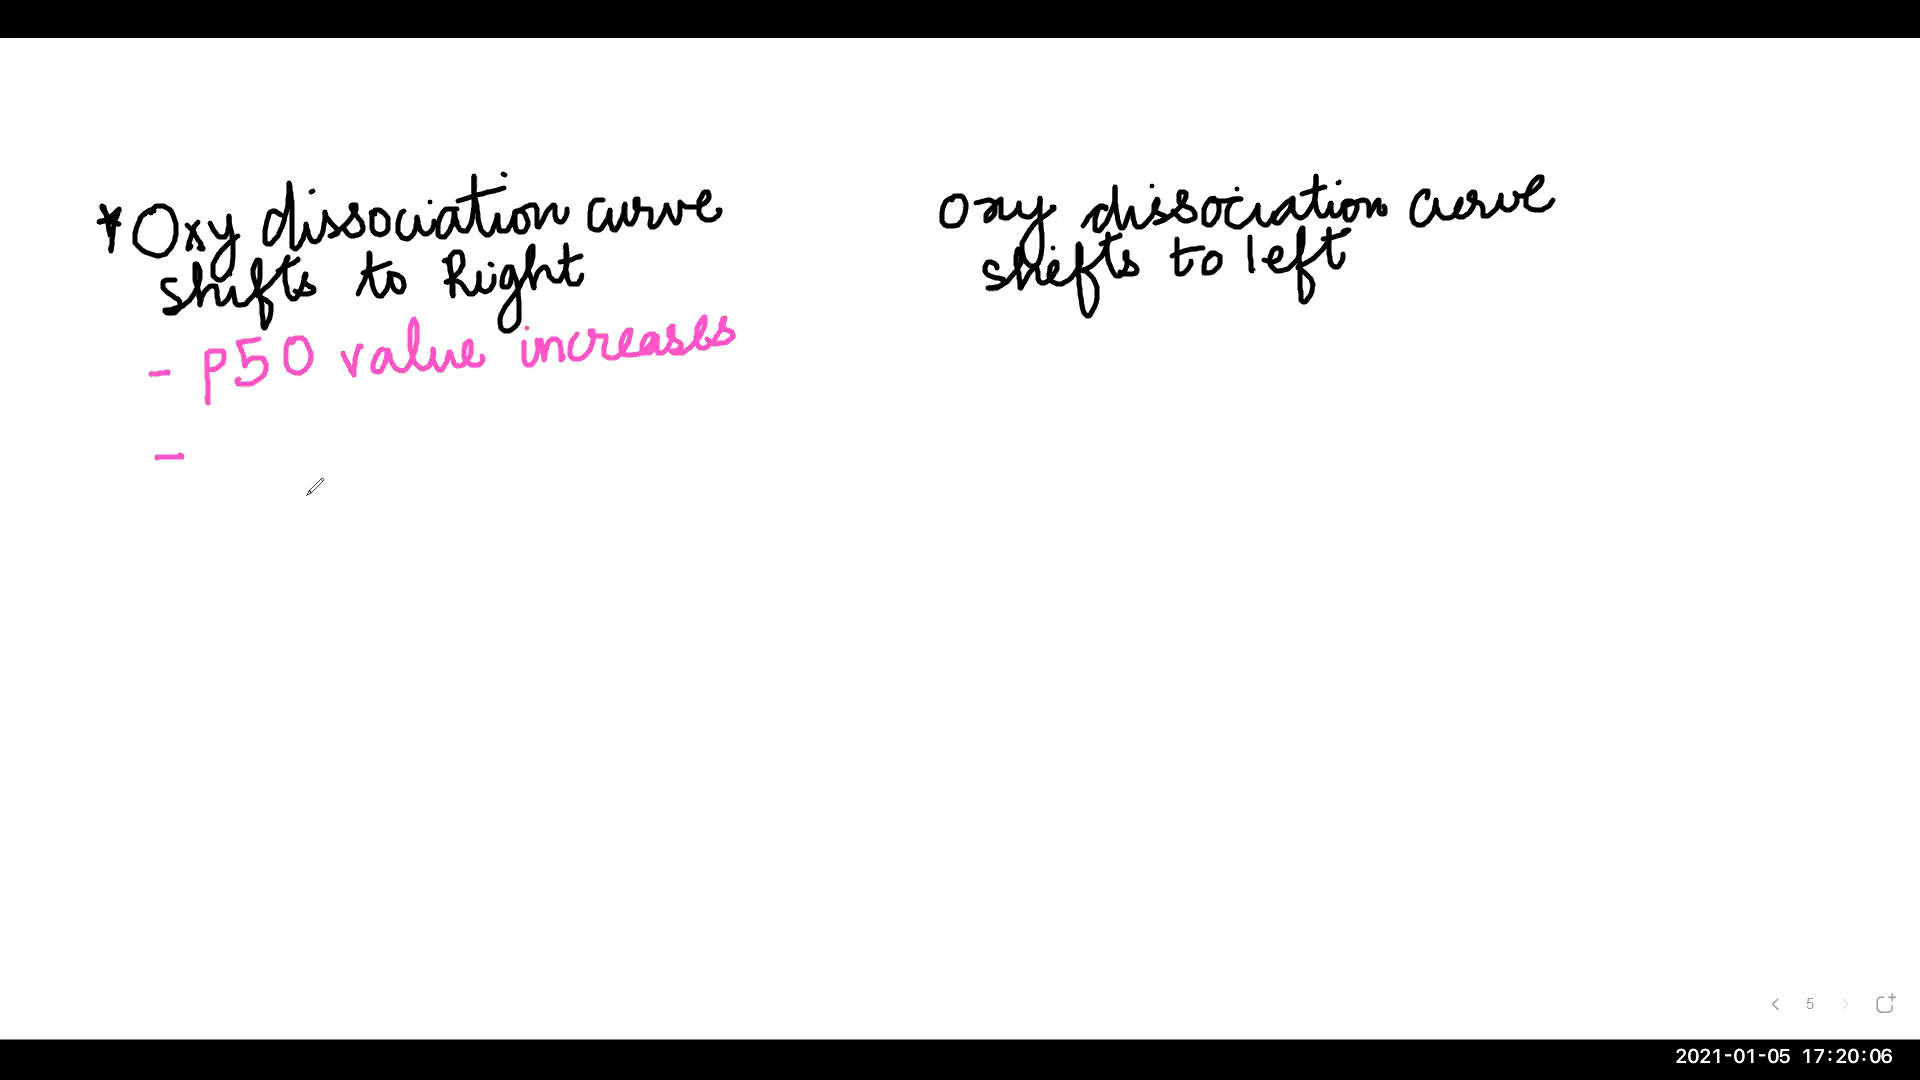 * Oxy dissociation curve
shifts to Right
- P50 value increases
-
Oxy dissociation curve
shifts to left
5
2021-01-05 17:20:06